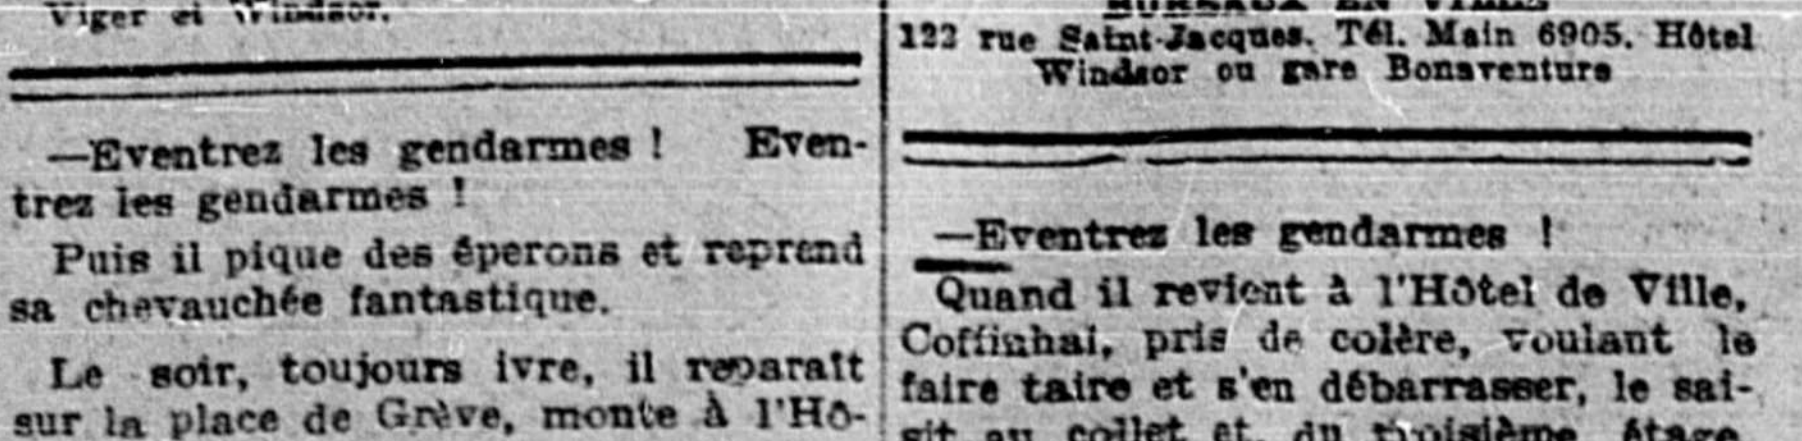 Viger et Windsor.
—Eventrez les gendarmes ! Even-
trez les gendarmes !
Puis il pique des éperons et reprend
sa chevauchée fantastique.
Le soir, toujours ivre, il reparaît
sur la place de Grève, monte à l'Hô-
BUREAUX EN VILLE
122 rue Saint-Jacques. Tél. Main 6905. Hôtel
Windsor ou gare Bonaventure
—Eventrez les gendarmes !
Quand il revient à l'Hôtel de Ville,
Coffinhal, pris de colère, voulant le
faire taire et s'en débarrasser, le sai-
sit au collet et, du troisième étage